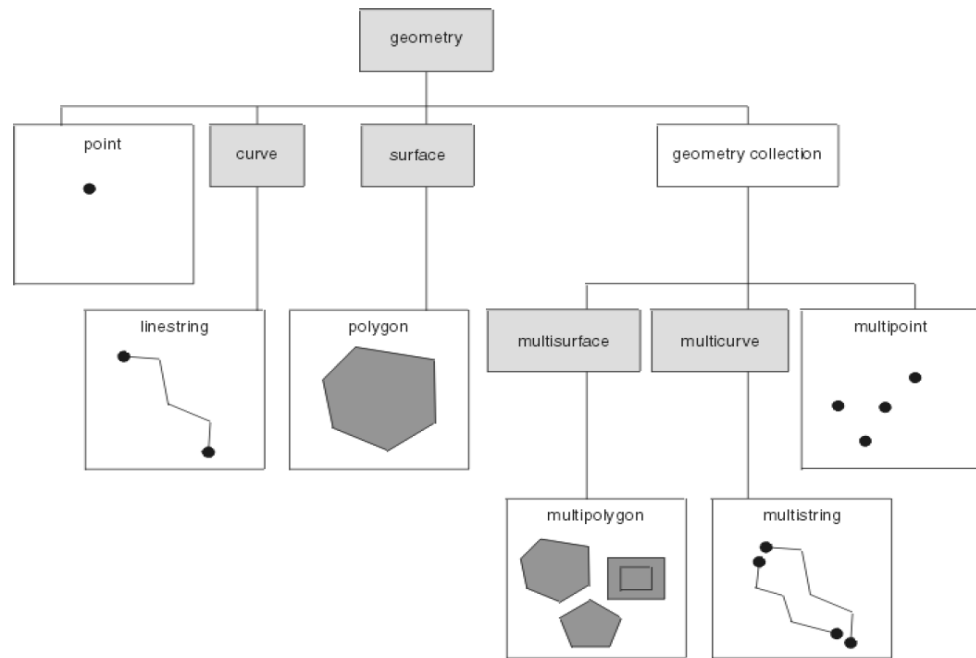 geometry
point
curve
surface
geometry collection
linestring
polygon
multisurface
multicurve
multipoint
multipolygon
multistring